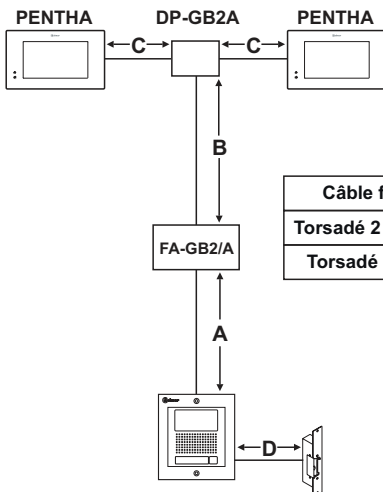 PENTHA DP-GB2A PENTHA
C C
B
Câble f
Torsadé 2
Torsadé
FA-GB2/A
A
D